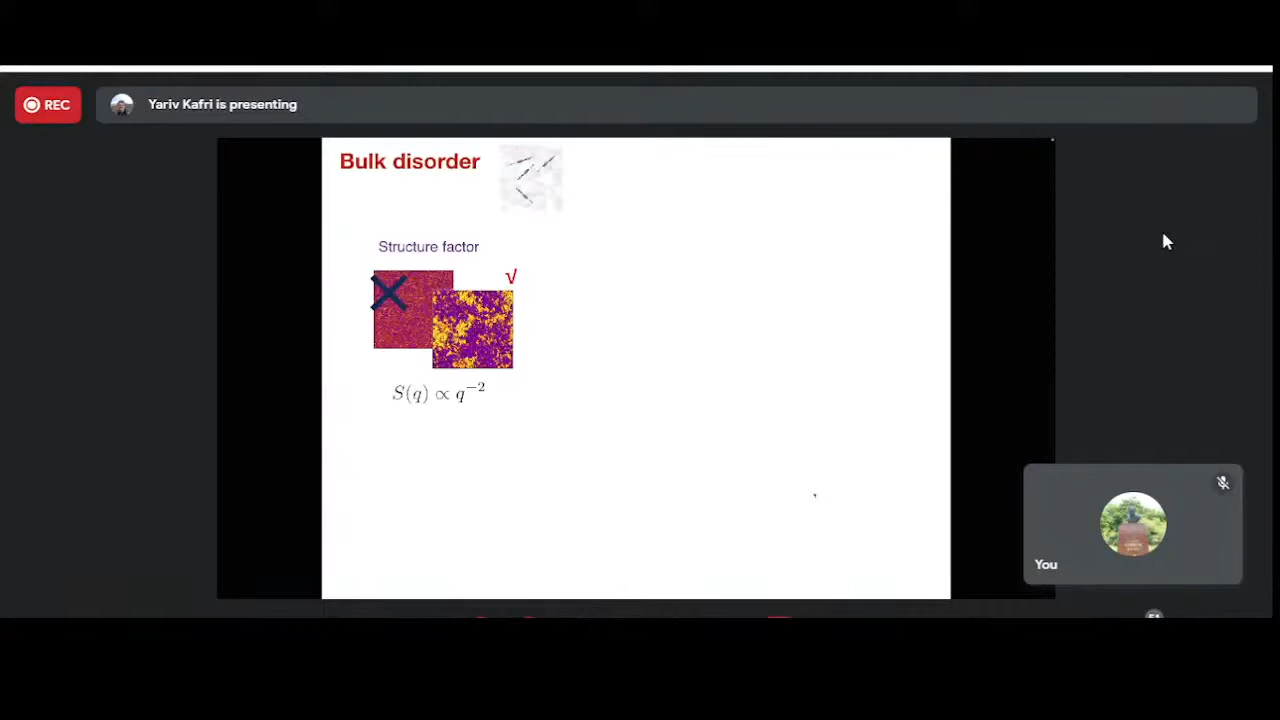 REC
Yariv Kafri is presenting
Bulk disorder
Structure factor
√
S(q) ∝ q⁻²
You